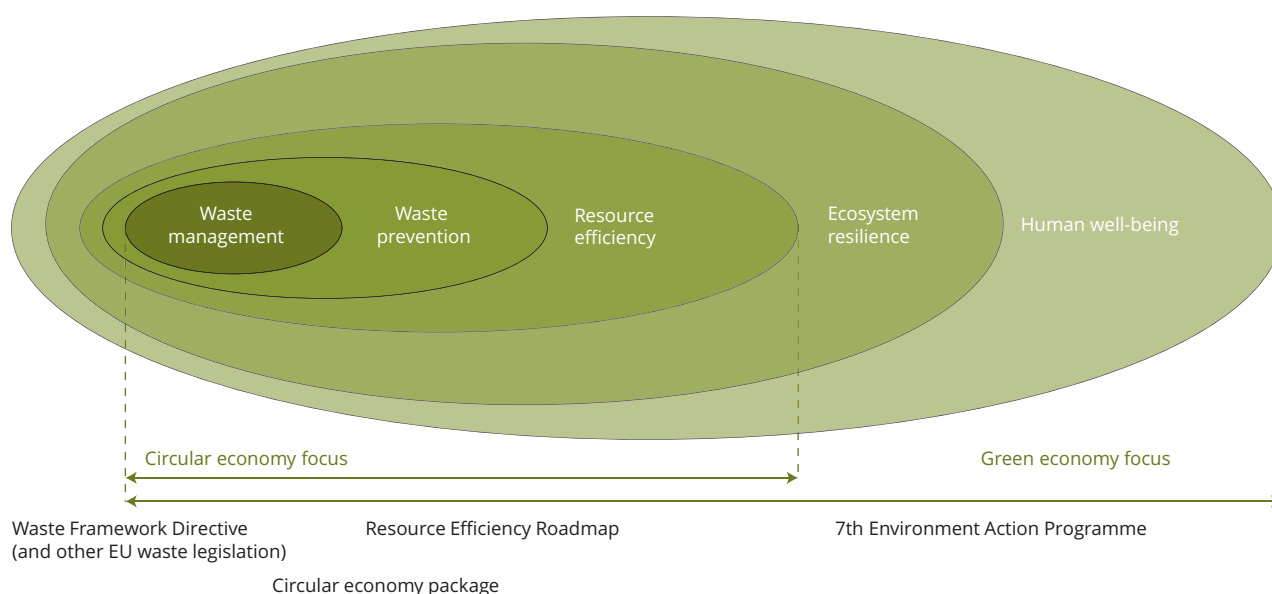 Waste
management
Waste
prevention
Resource
efficiency
Ecosystem
resilience
Human well-being
Circular economy focus
Green economy focus
Waste Framework Directive
(and other EU waste legislation)
Resource Efficiency Roadmap
7th Environment Action Programme
Circular economy package